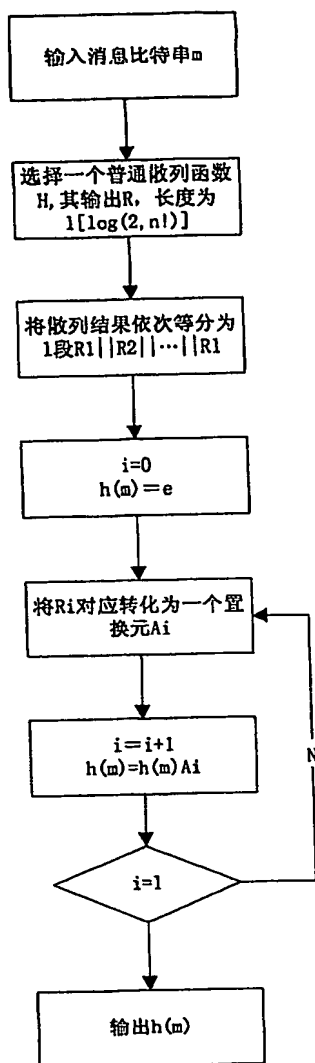 输入消息比特串m
选择一个普通散列函数
H,其输出R，长度为
l[log(2,n!)]
将散列结果依次等分为
l段R1||R2||…||Rl
i=0
h(m)=e
将Ri对应转化为一个置
换元Ai
i=i+1
h(m)=h(m)Ai
N
i=l
输出h(m)